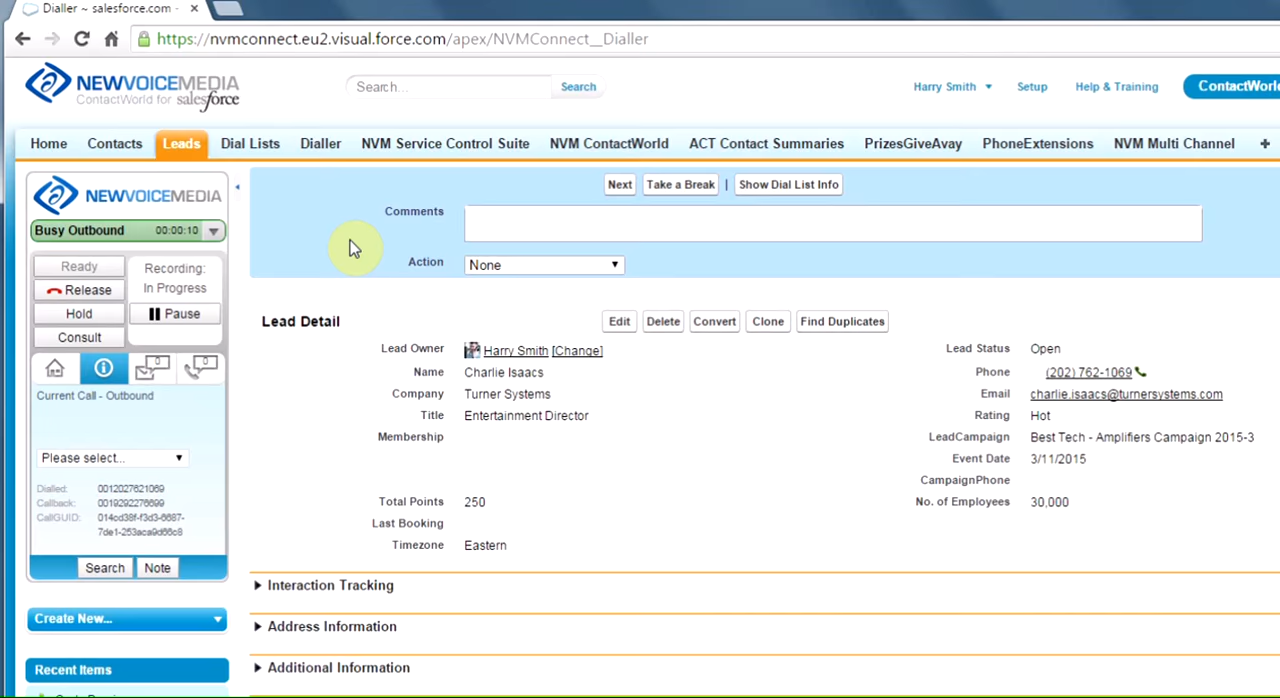 Dialler ~ salesforce.com -
https://nvmconnect.eu2.visual.force.com/apex/NVMConnect__Dialler
NEWVOICEMEDIA
ContactWorld for salesforce
Search...
Search
Harry Smith
Setup
Help & Training
ContactWorld
Home
Contacts
Leads
Dial Lists
Dialler
NVM Service Control Suite
NVM ContactWorld
ACT Contact Summaries
PrizesGiveAvay
PhoneExtensions
NVM Multi Channel
+
NEWVOICEMEDIA
Busy Outbound 00:00:10
Ready
Release
Hold
Consult
Recording:
In Progress
Pause
0
0
Current Call - Outbound
Please select...
Dialled: 0012027621069
Callback: 0019292276699
CallGUID: 014cd38f-f3d3-6687-
7de1-253aca9d66c8
Search
Note
Create New...
Recent Items
Next
Take a Break
|
Show Dial List Info
Comments
Action None
Lead Detail
Edit
Delete
Convert
Clone
Find Duplicates
Lead Owner Harry Smith [Change]
Name Charlie Isaacs
Company Turner Systems
Title Entertainment Director
Membership
Total Points 250
Last Booking
Timezone Eastern
Lead Status Open
Phone (202) 762-1069
Email charlie.isaacs@turnersystems.com
Rating Hot
LeadCampaign Best Tech - Amplifiers Campaign 2015-3
Event Date 3/11/2015
CampaignPhone
No. of Employees 30,000
Interaction Tracking
Address Information
Additional Information